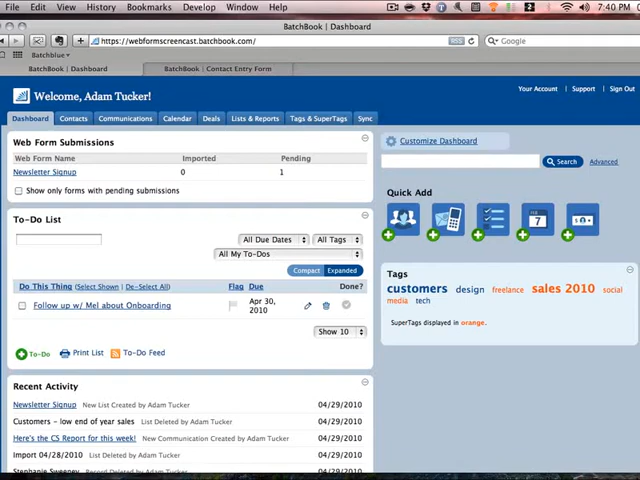 File Edit View History Bookmarks Develop Window Help
7:40 PM
BatchBook | Dashboard
https://webformscreencast.batchbook.com/
RSS
Google
Batchblue
BatchBook | Dashboard
BatchBook | Contact Entry Form
Your Account Support Sign Out
Welcome, Adam Tucker!
Dashboard Contacts Communications Calendar Deals Lists & Reports Tags & SuperTags Sync
Web Form Submissions
Web Form Name Imported Pending
Newsletter Signup 0 1
Show only forms with pending submissions
To-Do List
All Due Dates All Tags
All My To-Dos
Compact Expanded
Do This Thing (Select Shown | De-Select All) Flag Due Done?
Follow up w/ Mel about Onboarding Apr 30, 2010
Show 10
To-Do Print List To-Do Feed
Recent Activity
Newsletter Signup New List Created by Adam Tucker 04/29/2010
Customers - low end of year sales List Deleted by Adam Tucker 04/29/2010
Here's the CS Report for this week! New Communication Created by Adam Tucker 04/29/2010
Import 04/28/2010 List Deleted by Adam Tucker 04/29/2010
Stephanie Sweeney Record Deleted by Adam Tucker 04/29/2010
Customize Dashboard
Search Advanced
Quick Add
7
Tags
customers design freelance sales 2010 social
media tech
SuperTags displayed in orange.